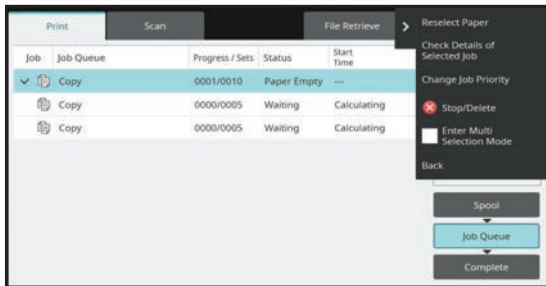 Print Scan File Retrieve
Reselect Paper
Check Details of
Selected Job
Change Job Priority
Stop/Delete
Enter Multi
Selection Mode
Back
Job Job Queue Progress / Sets Status Start
Time
Copy 0001/0010 Paper Empty ---
Copy 0000/0005 Waiting Calculating
Copy 0000/0005 Waiting Calculating
Spool
Job Queue
Complete